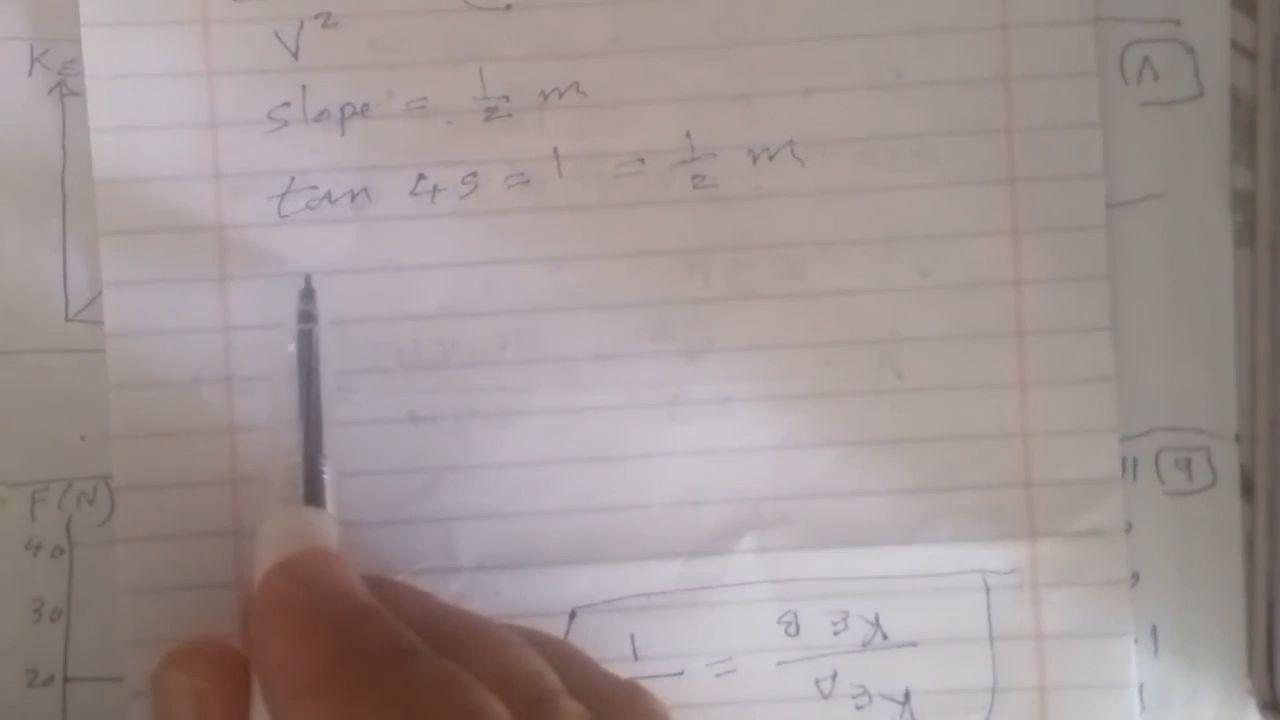 V²
slope = 1/2 m
tan 45 = 1 = 1/2 m
KE
F(N)
40
30
20
9
KE B
KE A
= 1